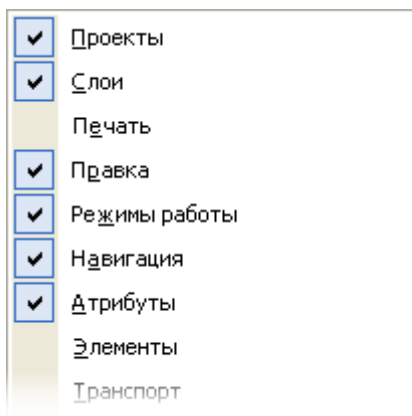 Проекты
Слои
Печать
Правка
Режимы работы
Навигация
Атрибуты
Элементы
Транспорт